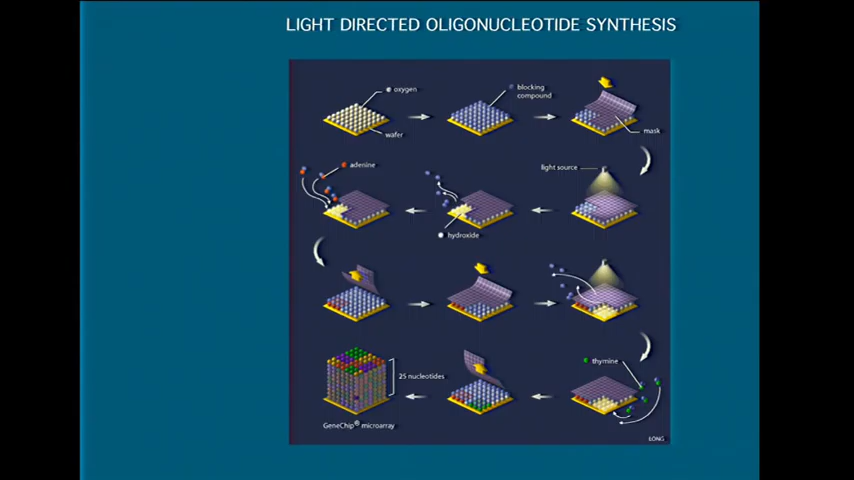 LIGHT DIRECTED OLIGONUCLEOTIDE SYNTHESIS
oxygen
wafer
blocking
compound
mask
adenine
hydroxide
light source
thymine
25 nucleotides
GeneChip® microarray
LONG